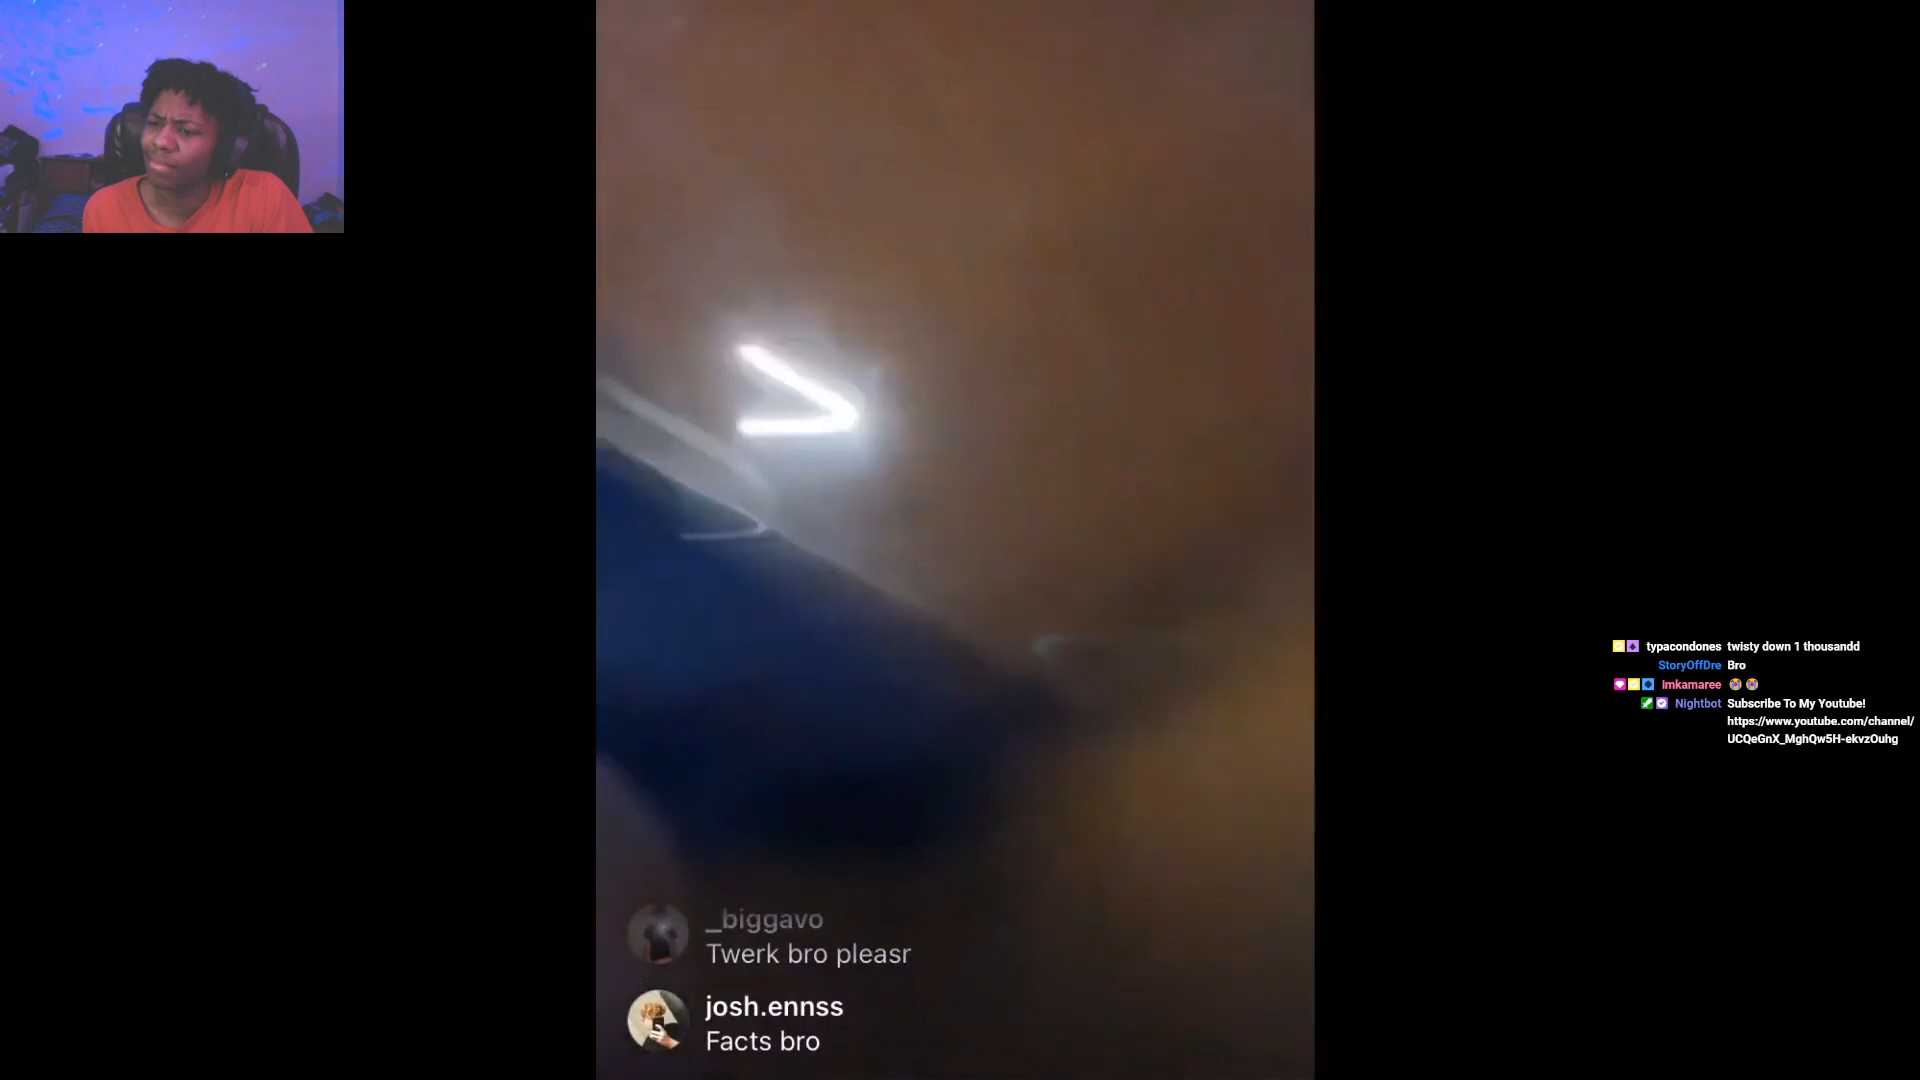 _biggavo
Twerk bro pleasr
josh.ennss
Facts bro
typacondones twisty down 1 thousandd
StoryOffDre Bro
imkamaree
Nightbot Subscribe To My Youtube!
https://www.youtube.com/channel/
UCQeGnX_MghQw5H-ekvzOuhg